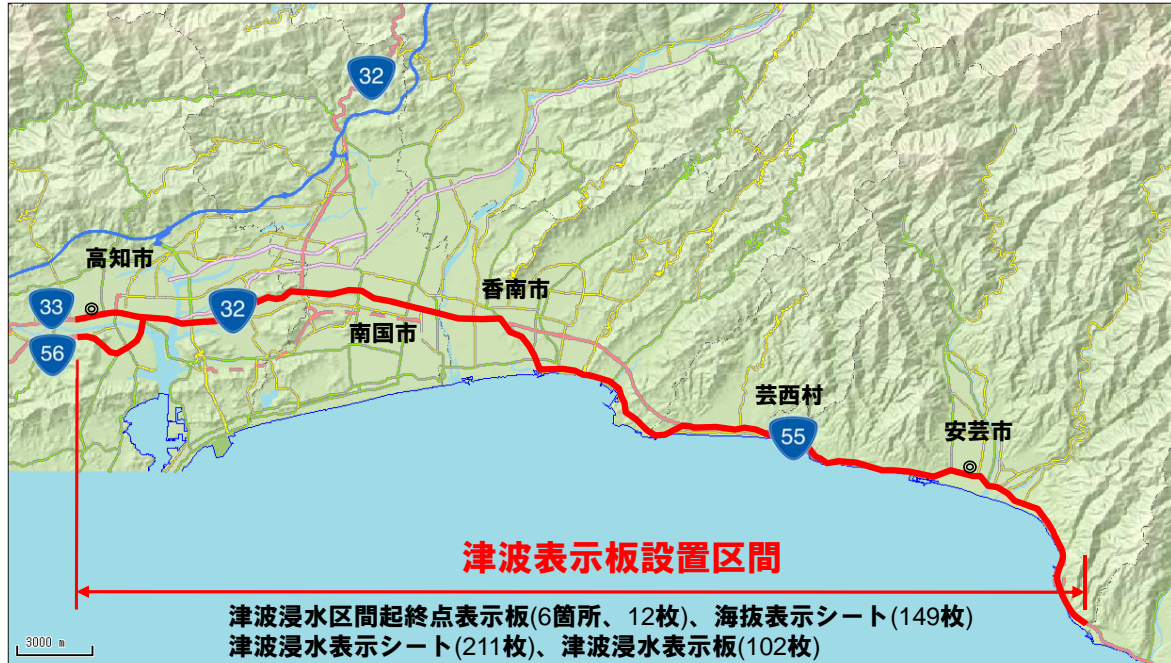 32
高知市
33
32
56
香南市
南国市
芸西村
55
安芸市
津波表示板設置区間
津波浸水区間起終点表示板(6箇所、12枚)、海抜表示シート(149枚)
津波浸水表示シート(211枚)、津波浸水表示板(102枚)
3000 m